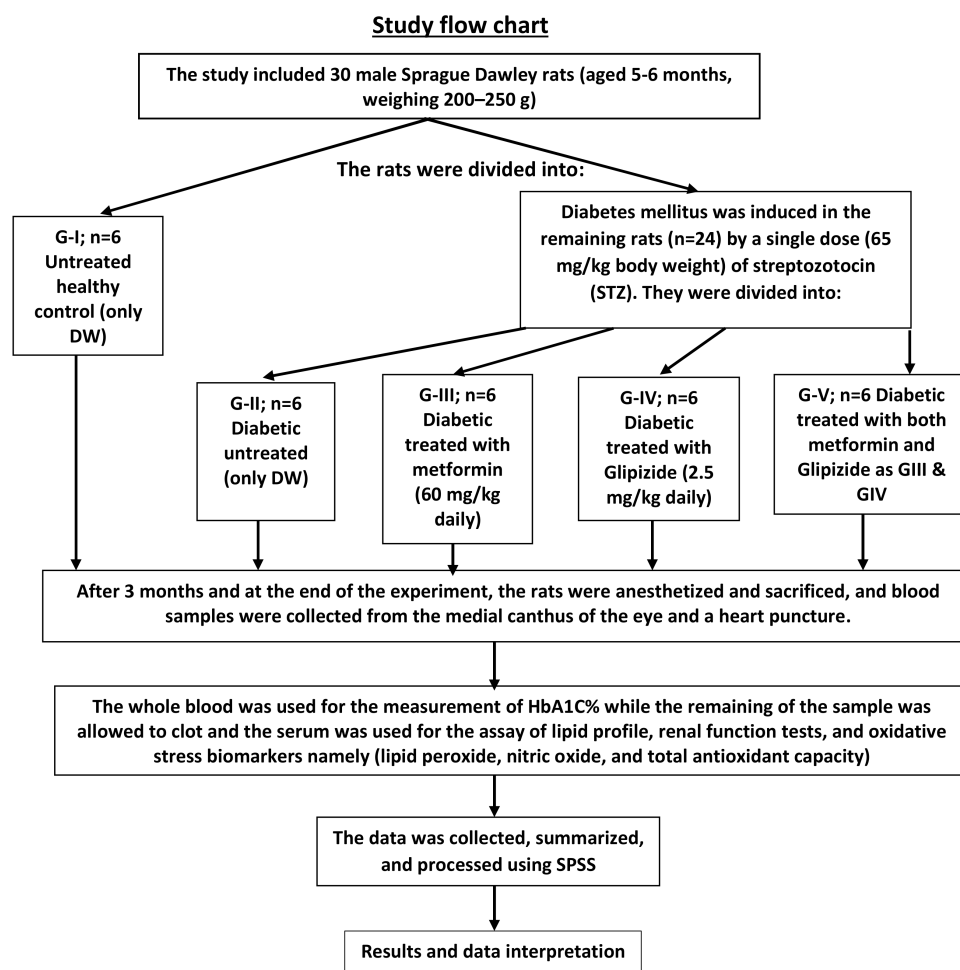 Study flow chart
The study included 30 male Sprague Dawley rats (aged 5-6 months,
weighing 200–250 g)
The rats were divided into:
G-I; n=6
Untreated
healthy
control (only
DW)
Diabetes mellitus was induced in the
remaining rats (n=24) by a single dose (65
mg/kg body weight) of streptozotocin
(STZ). They were divided into:
G-II; n=6
Diabetic
untreated
(only DW)
G-III; n=6
Diabetic
treated with
metformin
(60 mg/kg
daily)
G-IV; n=6
Diabetic
treated with
Glipizide (2.5
mg/kg daily)
G-V; n=6 Diabetic
treated with both
metformin and
Glipizide as GIII &
GIV
After 3 months and at the end of the experiment, the rats were anesthetized and sacrificed, and blood
samples were collected from the medial canthus of the eye and a heart puncture.
The whole blood was used for the measurement of HbA1C% while the remaining of the sample was
allowed to clot and the serum was used for the assay of lipid profile, renal function tests, and oxidative
stress biomarkers namely (lipid peroxide, nitric oxide, and total antioxidant capacity)
The data was collected, summarized,
and processed using SPSS
Results and data interpretation